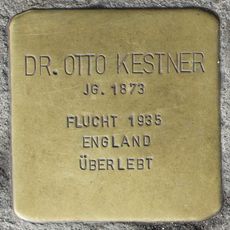 DR. OTTO KESTNER
JG. 1873
FLUCHT 1935
ENGLAND
ÜBERLEBT